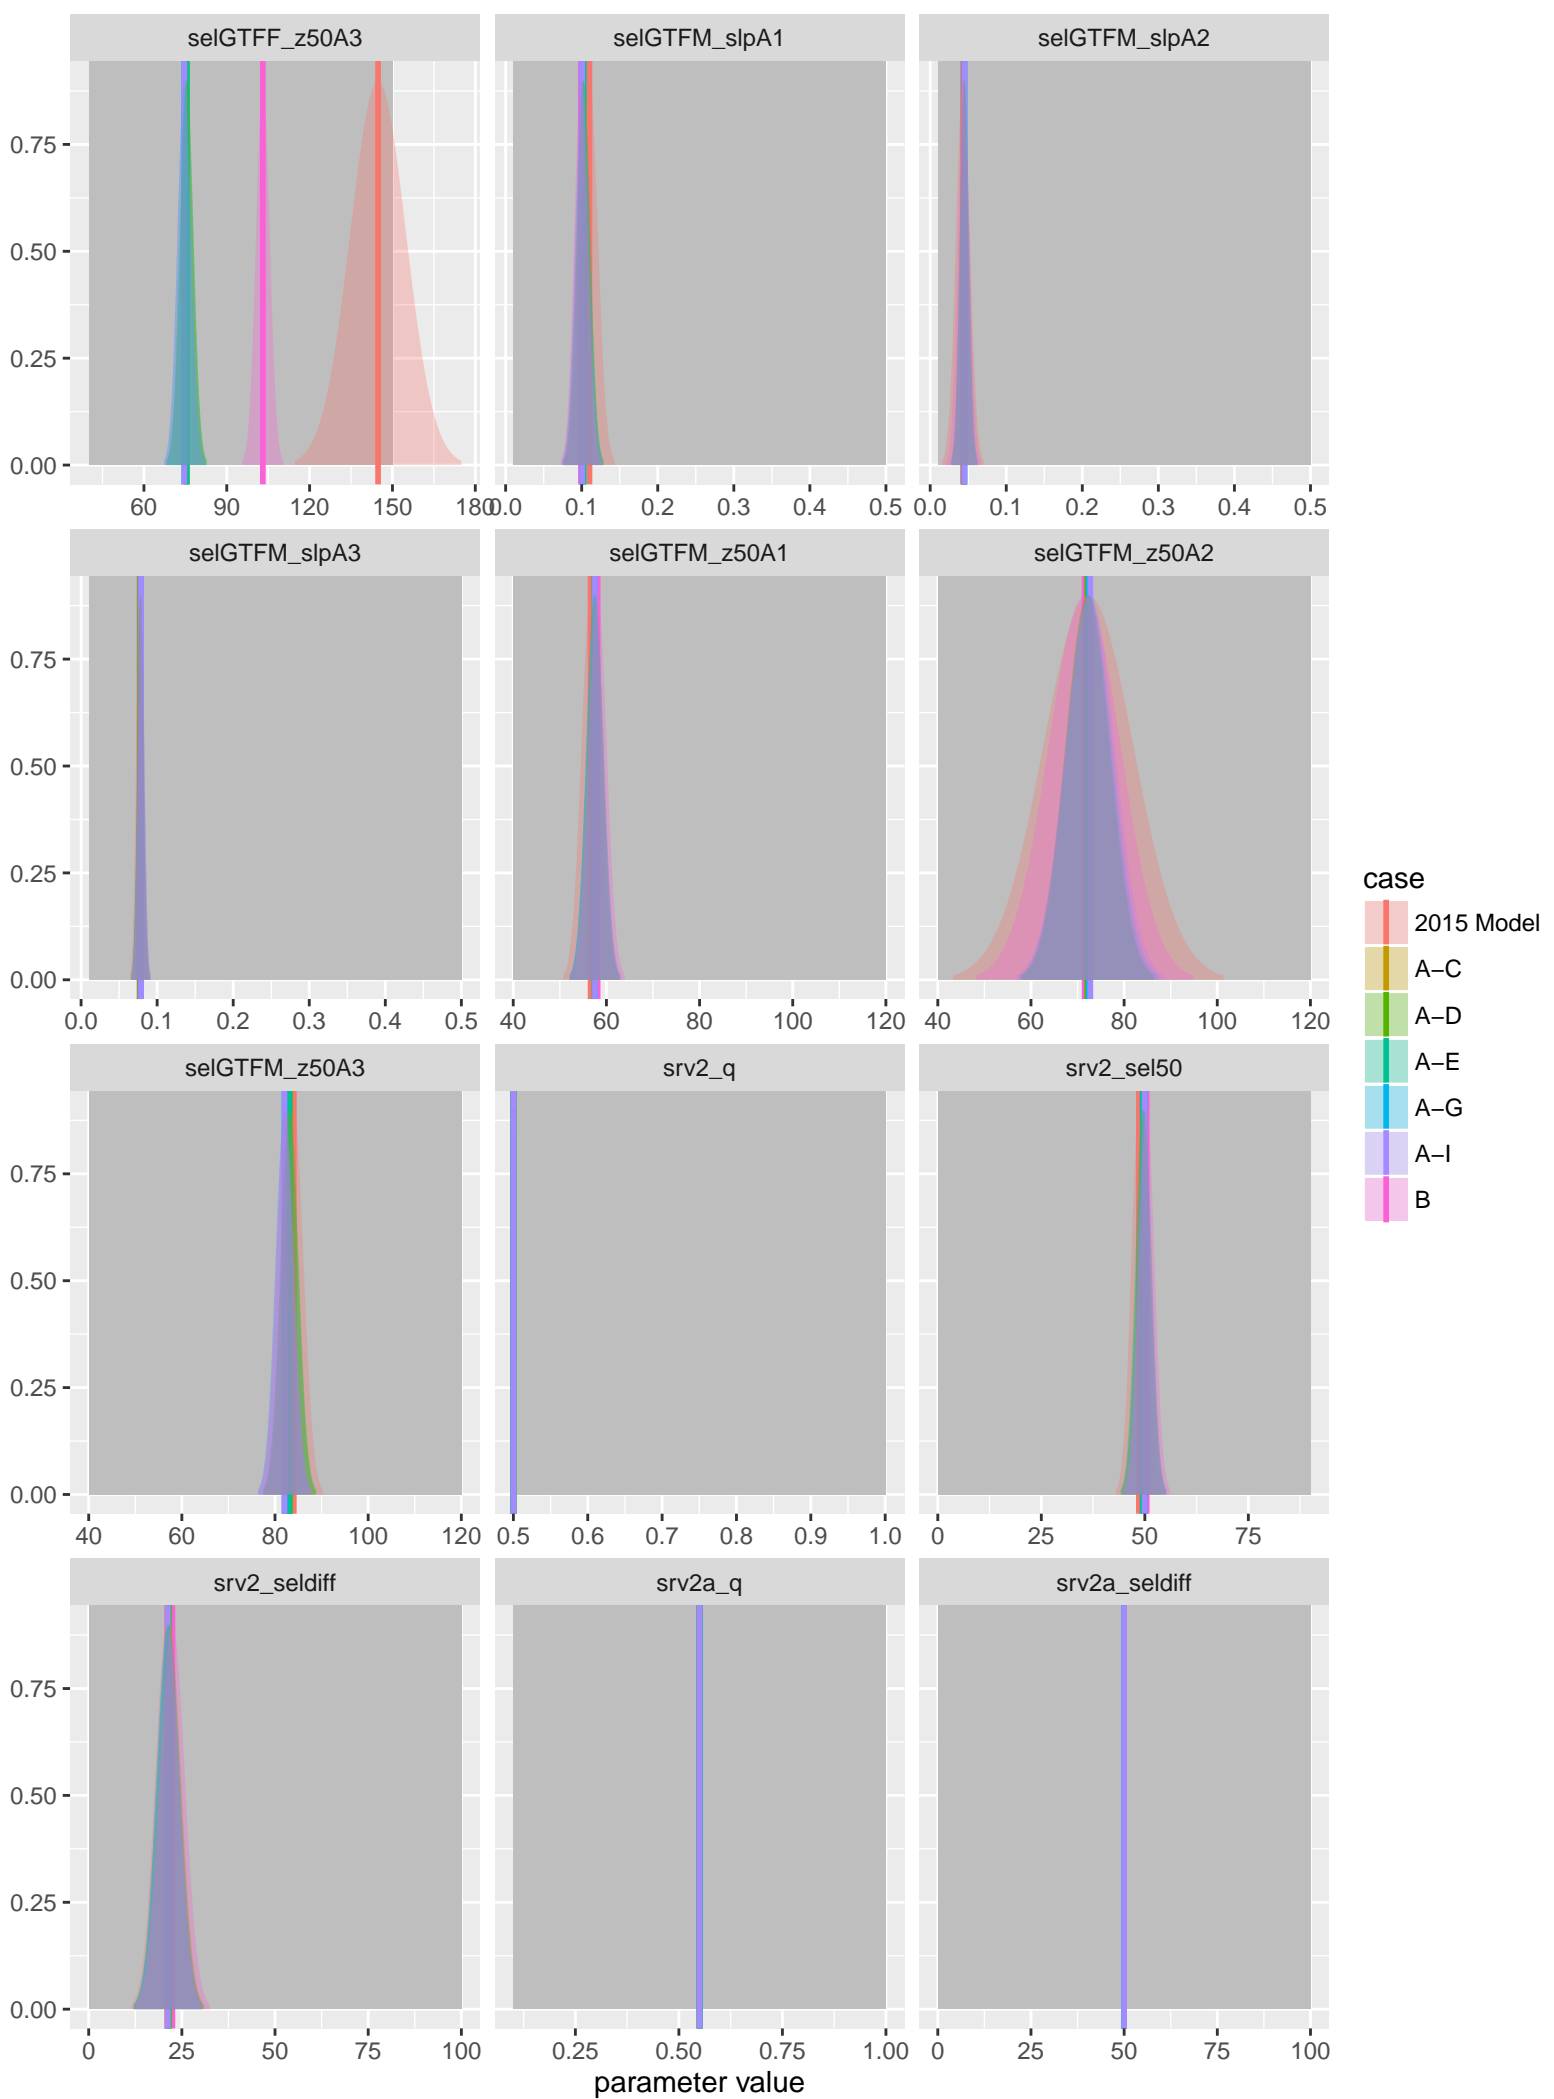 selGTFF_z50A3 selGTFM_slpA1 selGTFM_slpA2
0.75
0.50
0.25
0.00
60 90 120 150 180 0.0 0.1 0.2 0.3 0.4 0.5 0.0 0.1 0.2 0.3 0.4 0.5
selGTFM_slpA3 selGTFM_z50A1 selGTFM_z50A2
0.75
0.50
0.25
0.00
0.0 0.1 0.2 0.3 0.4 0.5 40 60 80 100 120 40 60 80 100 120
case
2015 Model
A−C
A−D
A−E
A−G
A−I
B
selGTFM_z50A3 srv2_q srv2_sel50
0.75
0.50
0.25
0.00
40 60 80 100 120 0.5 0.6 0.7 0.8 0.9 1.0 0 25 50 75
srv2_seldiff srv2a_q srv2a_seldiff
0.75
0.50
0.25
0.00
0 25 50 75 100 0.25 0.50 0.75 1.00 0 25 50 75 100
parameter value